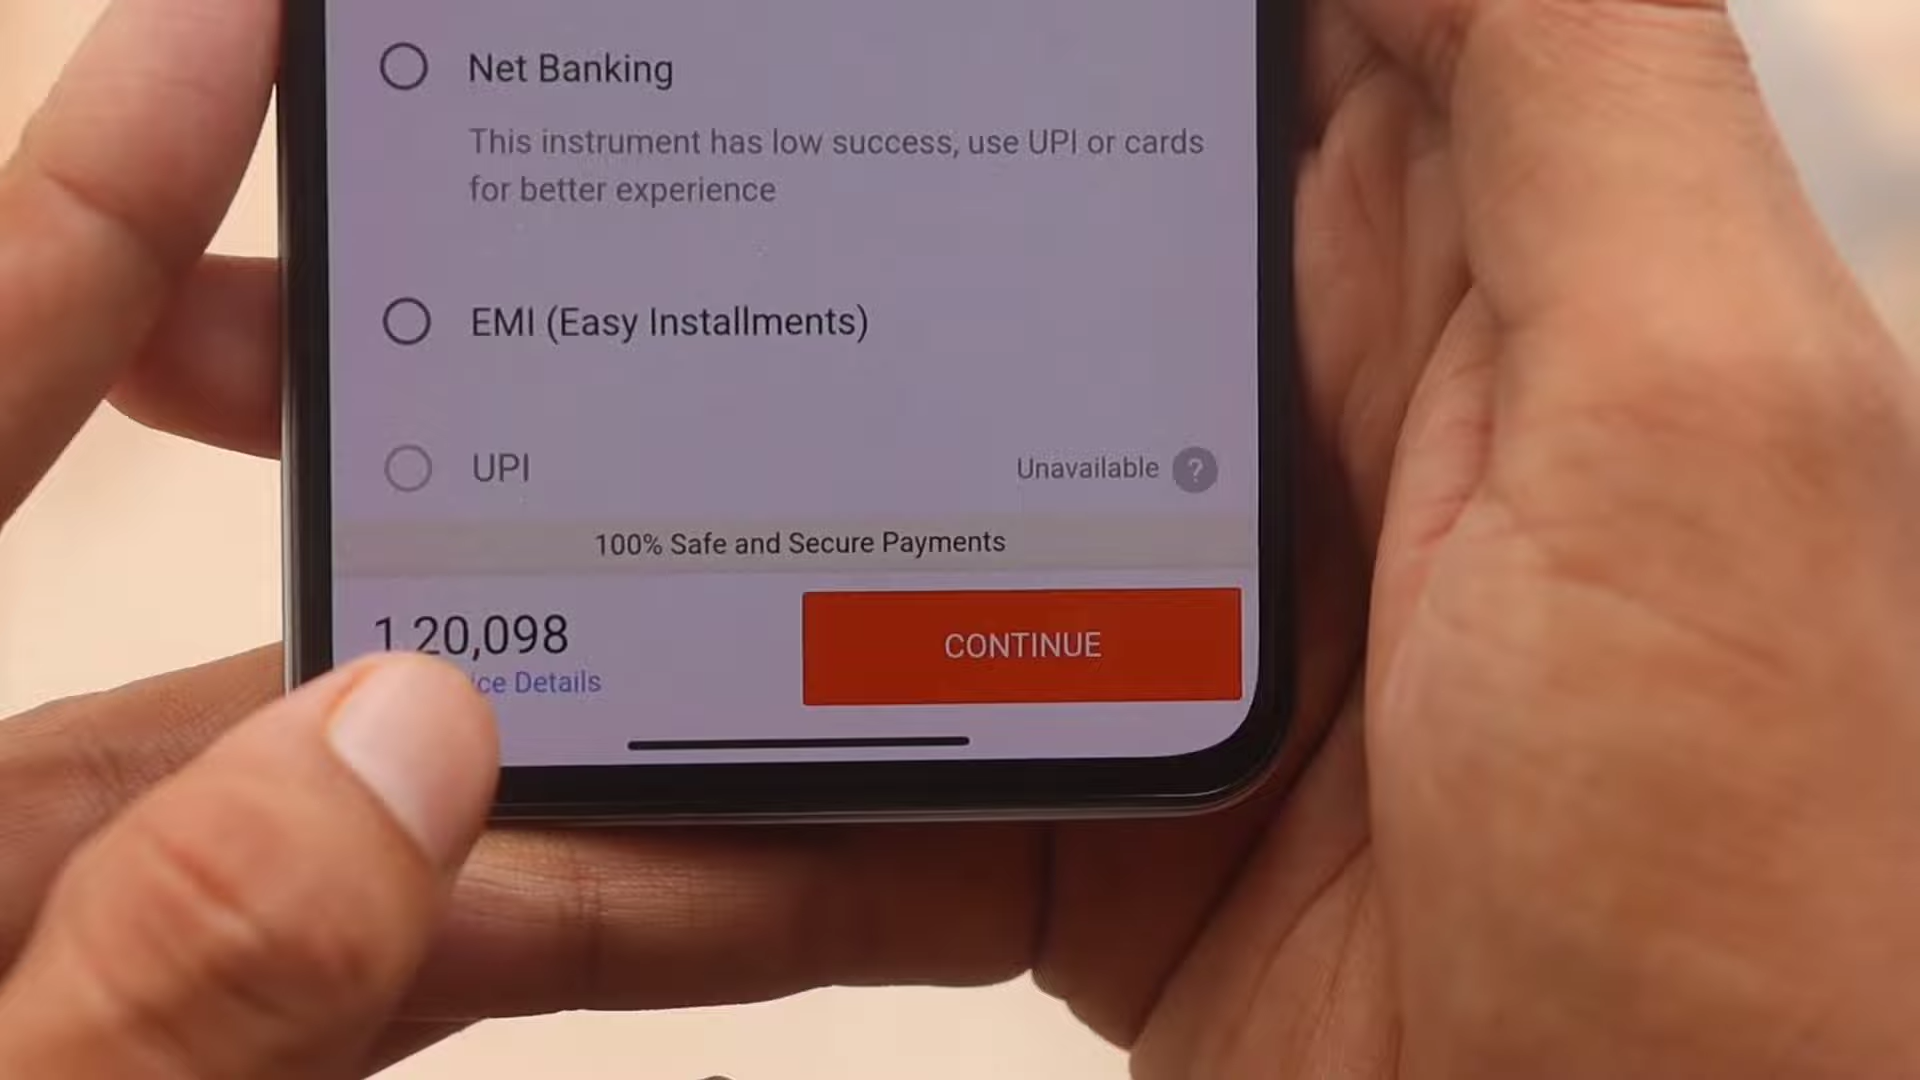 Net Banking
This instrument has low success, use UPI or cards
for better experience
EMI (Easy Installments)
UPI
Unavailable ?
100% Safe and Secure Payments
1,20,098
CONTINUE
Details